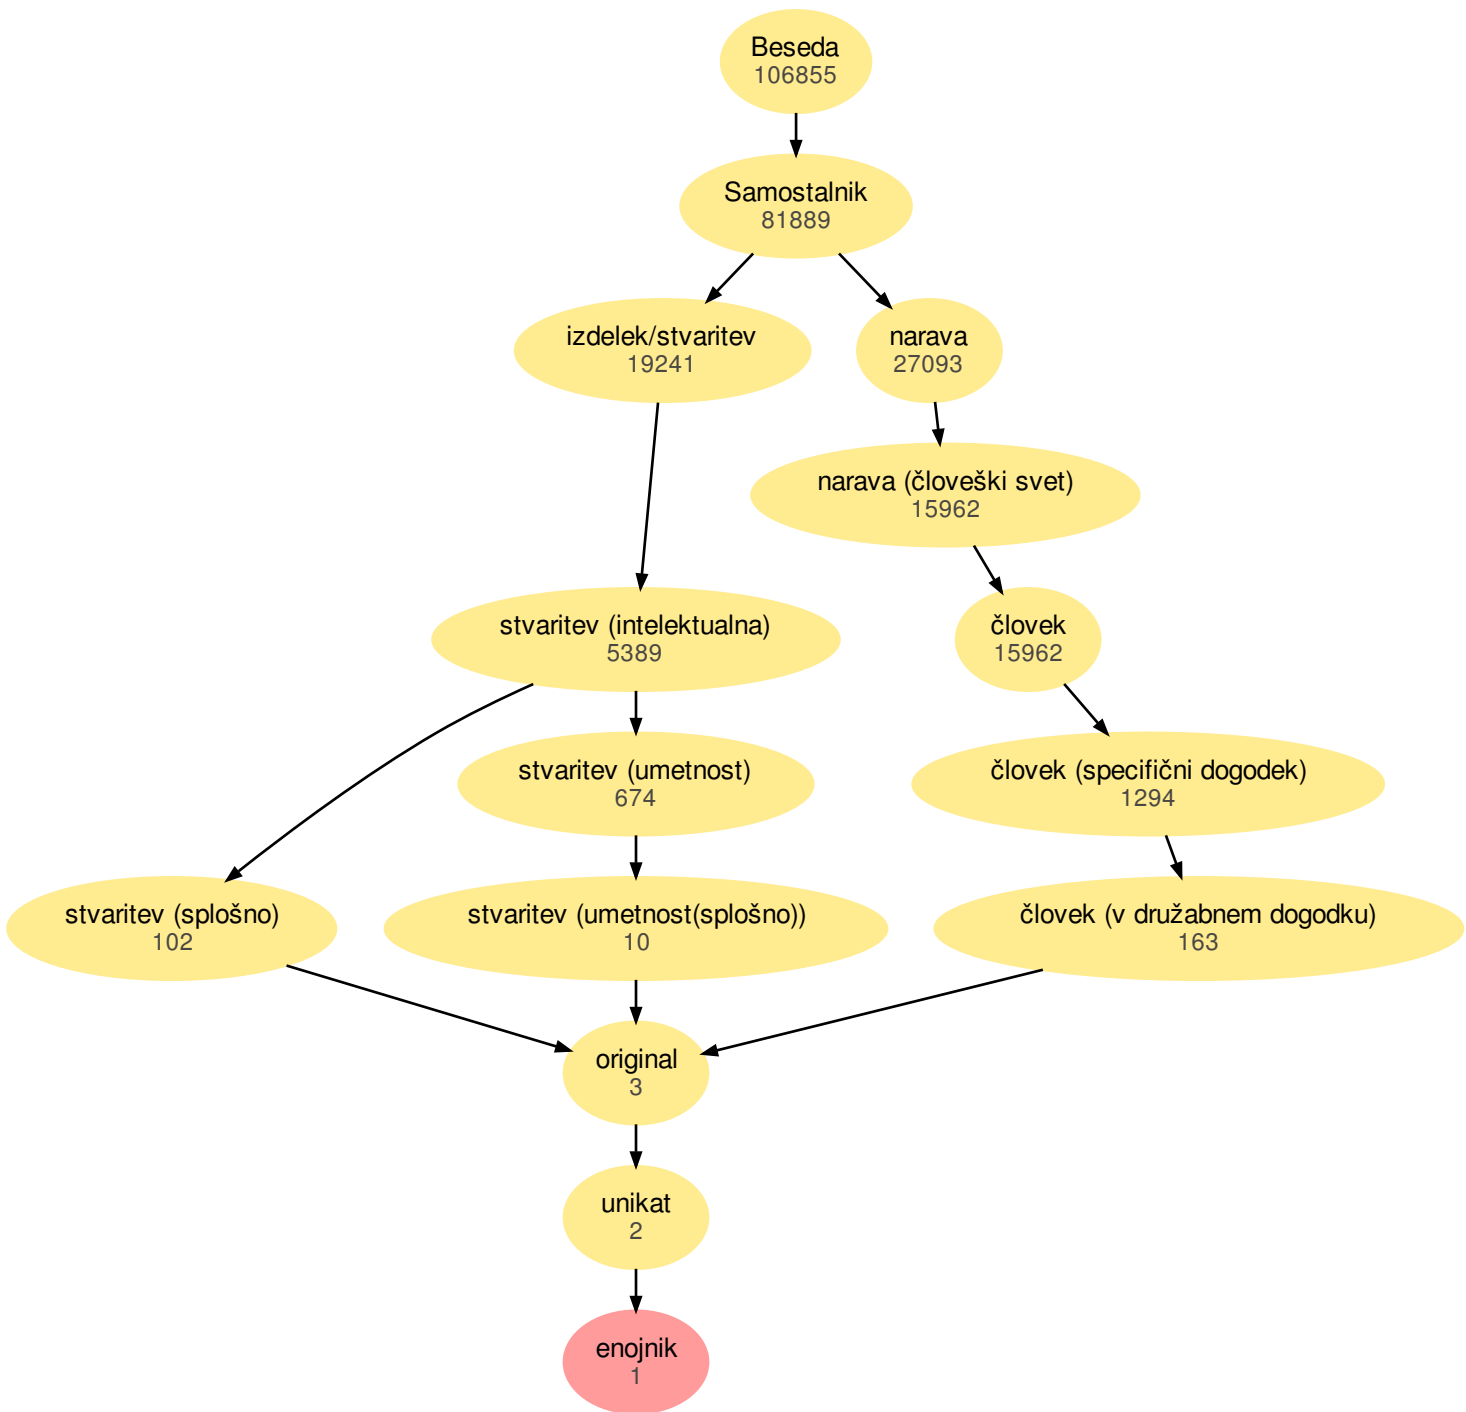 Beseda
106855
Samostalnik
81889
izdelek/stvaritev
19241
narava
27093
narava (človeški svet)
15962
stvaritev (intelektualna)
5389
človek
15962
stvaritev (umetnost)
674
človek (specifični dogodek)
1294
stvaritev (splošno)
102
stvaritev (umetnost(splošno))
10
človek (v družabnem dogodku)
163
original
3
unikat
2
enojnik
1